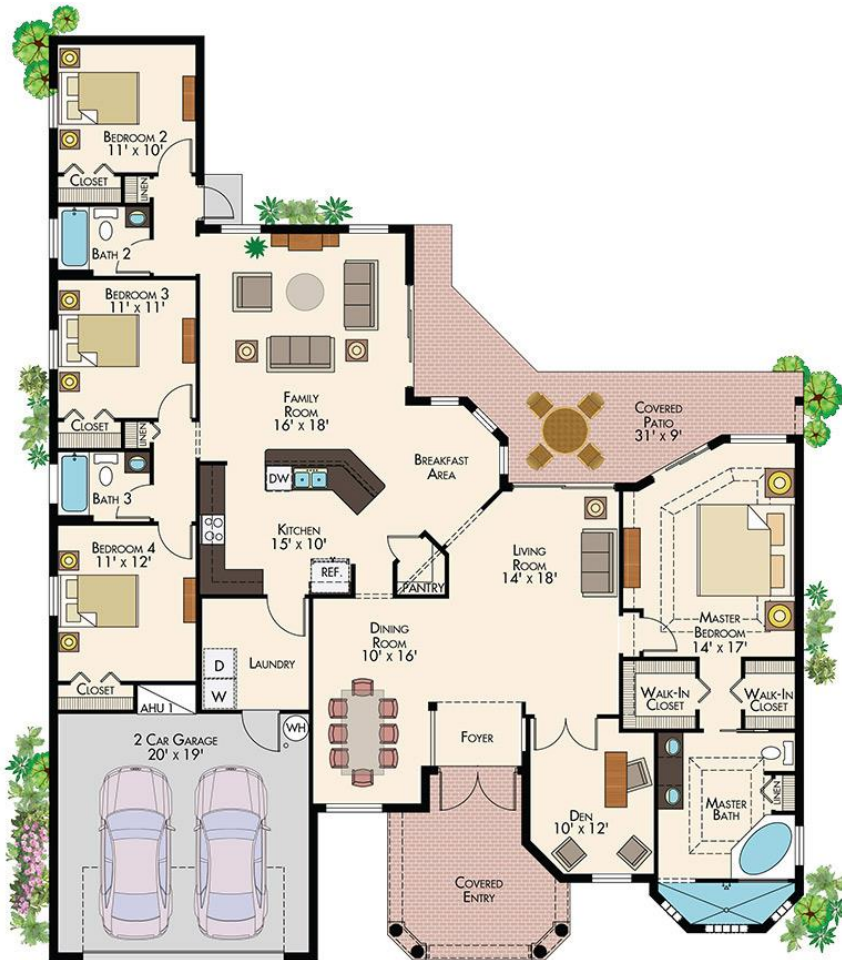 BEDROOM 2
11' x 10'
CLOSET
LINEN
BATH 2
BEDROOM 3
11' x 11'
CLOSET
LINEN
BATH 3
BEDROOM 4
11' x 12'
CLOSET
AHU 1
FAMILY
ROOM
16' x 18'
BREAKFAST
AREA
DW
KITCHEN
15' x 10'
REF.
PANTRY
COVERED
PATIO
31' x 9'
LIVING
ROOM
14' x 18'
MASTER
BEDROOM
14' x 17'
DINING
ROOM
10' x 16'
D
W
LAUNDRY
WALK-IN
CLOSET
WALK-IN
CLOSET
WH
2 CAR GARAGE
20' x 19'
FOYER
DEN
10' x 12'
MASTER
BATH
LINEN
COVERED
ENTRY